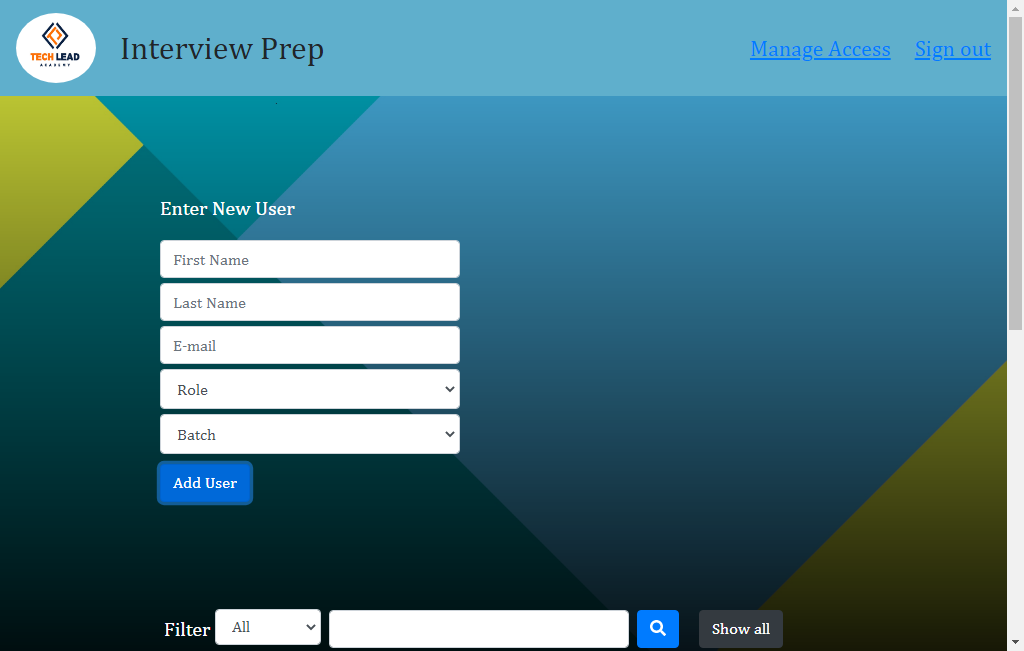 TECH LEAD
ACADEMY
Interview Prep
Manage Access
Sign out
Enter New User
First Name
Last Name
E-mail
Role
Batch
Add User
Filter
All
Show all